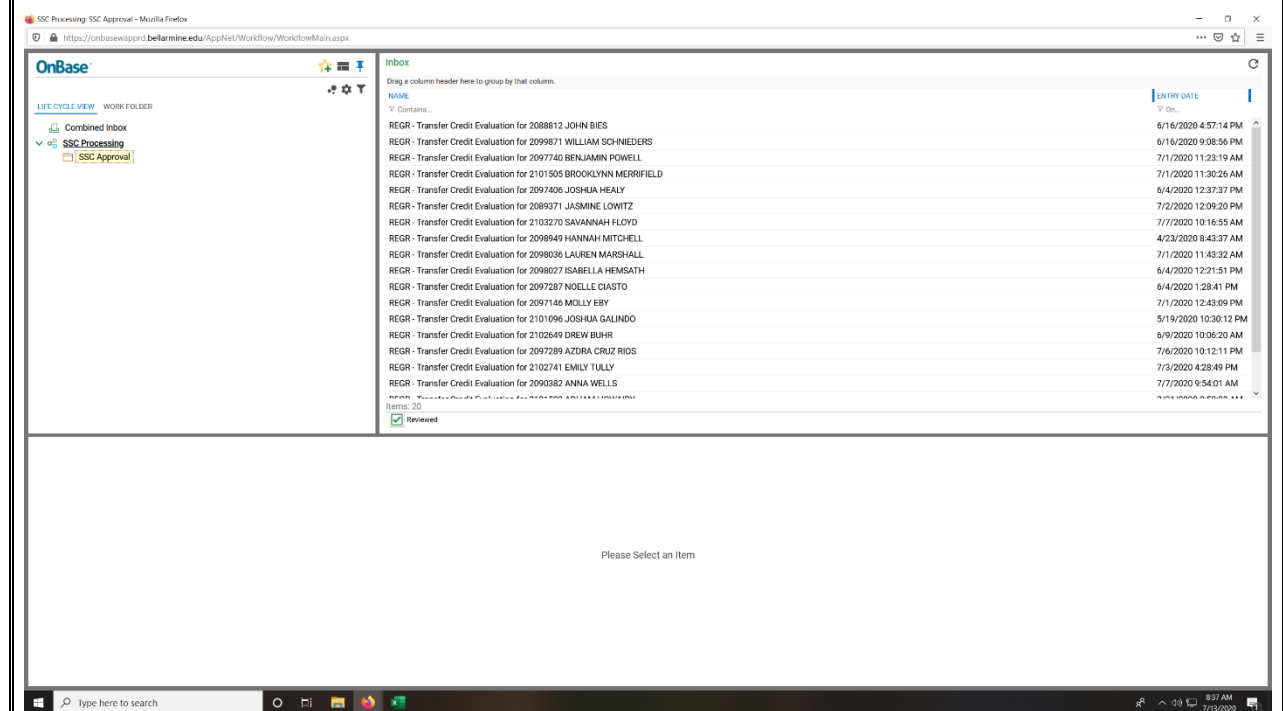 SSC Processing: SSC Approval - Mozilla Firefox
https://onbasewapprd.bellarmine.edu/AppNet/Workflow/WorkflowMain.aspx
OnBase
LIFE CYCLE VIEW WORK FOLDER
Combined Inbox
SSC Processing
SSC Approval
Inbox
Drag a column header here to group by that column.
NAME ENTRY DATE
Contains... On...
REGR - Transfer Credit Evaluation for 2088812 JOHN BIES 6/16/2020 4:57:14 PM
REGR - Transfer Credit Evaluation for 2099871 WILLIAM SCHNIEDERS 6/16/2020 9:08:56 PM
REGR - Transfer Credit Evaluation for 2097740 BENJAMIN POWELL 7/1/2020 11:23:19 AM
REGR - Transfer Credit Evaluation for 2101505 BROOKLYNN MERRIFIELD 7/1/2020 11:30:26 AM
REGR - Transfer Credit Evaluation for 2097406 JOSHUA HEALY 6/4/2020 12:37:37 PM
REGR - Transfer Credit Evaluation for 2089371 JASMINE LOWITZ 7/2/2020 12:09:20 PM
REGR - Transfer Credit Evaluation for 2103270 SAVANNAH FLOYD 7/7/2020 10:16:55 AM
REGR - Transfer Credit Evaluation for 2098949 HANNAH MITCHELL 4/23/2020 8:43:37 AM
REGR - Transfer Credit Evaluation for 2098036 LAUREN MARSHALL 7/1/2020 11:43:32 AM
REGR - Transfer Credit Evaluation for 2098027 ISABELLA HEMSATH 6/4/2020 12:21:51 PM
REGR - Transfer Credit Evaluation for 2097287 NOELLE CIASTO 6/4/2020 1:28:41 PM
REGR - Transfer Credit Evaluation for 2097146 MOLLY EBY 7/1/2020 12:43:09 PM
REGR - Transfer Credit Evaluation for 2101096 JOSHUA GALINDO 5/19/2020 10:30:12 PM
REGR - Transfer Credit Evaluation for 2102649 DREW BUHR 6/9/2020 10:06:20 AM
REGR - Transfer Credit Evaluation for 2097289 AZDRA CRUZ RIOS 7/6/2020 10:12:11 PM
REGR - Transfer Credit Evaluation for 2102741 EMILY TULLY 7/3/2020 4:28:49 PM
REGR - Transfer Credit Evaluation for 2090382 ANNA WELLS 7/7/2020 9:54:01 AM
Items: 20
Reviewed
Please Select an Item
Type here to search
8:37 AM
7/13/2020